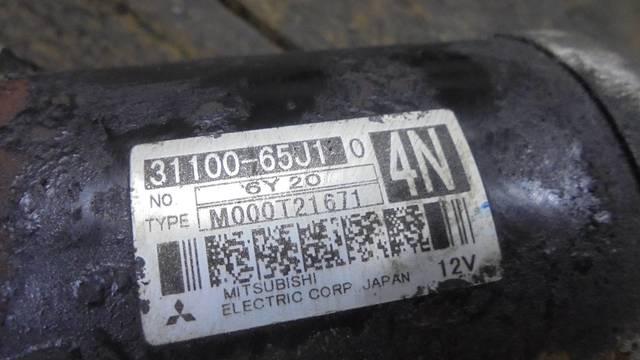 31100-65J1 0
4N
NO 6Y 20
TYPE M000T21671
MITSUBISHI
ELECTRIC CORP JAPAN 12V